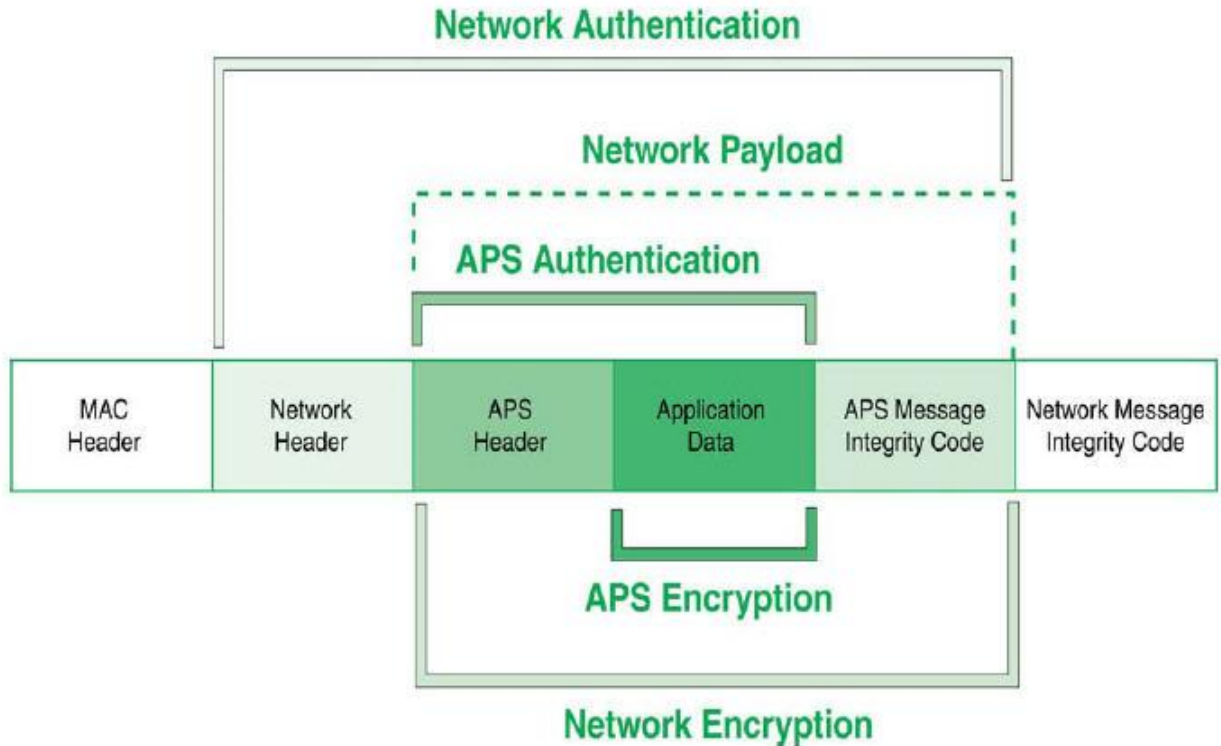 Network Authentication
Network Payload
APS Authentication
MAC
Header
Network
Header
APS
Header
Application
Data
APS Message
Integrity Code
Network Message
Integrity Code
APS Encryption
Network Encryption